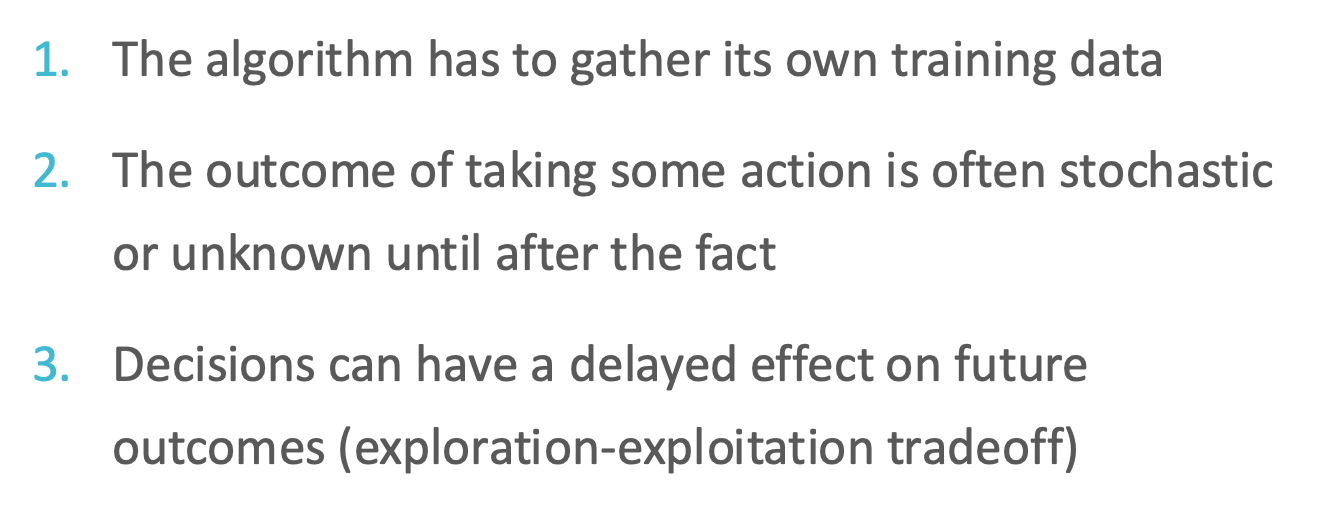 1. The algorithm has to gather its own training data
2. The outcome of taking some action is often stochastic
or unknown until after the fact
3. Decisions can have a delayed effect on future
outcomes (exploration-exploitation tradeoff)